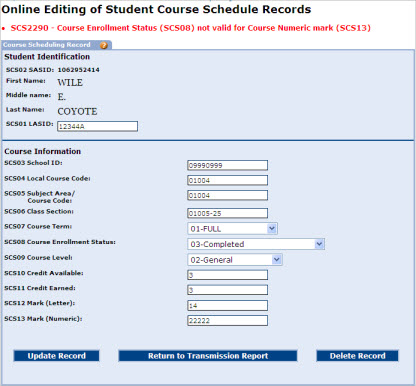 Online Editing of Student Course Schedule Records
• SCS2290 - Course Enrollment Status (SCS08) not valid for Course Numeric mark (SCS13)
Course Scheduling Record ?
Student Identification
SCS02 SASID: 1062952414
First Name: WILE
Middle name: E.
Last Name: COYOTE
SCS01 LASID: 12344A
Course Information
SCS03 School ID: 09990999
SCS04 Local Course Code: 01004
SCS05 Subject Area/
Course Code: 01004
SCS06 Class Section: 01005-25
SCS07 Course Term: 01-FULL
SCS08 Course Enrollment Status: 03-Completed
SCS09 Course Level: 02-General
SCS10 Credit Available: 3
SCS11 Credit Earned: 3
SCS12 Mark (Letter): 14
SCS13 Mark (Numeric): 22222
Update Record Return to Transmission Report Delete Record